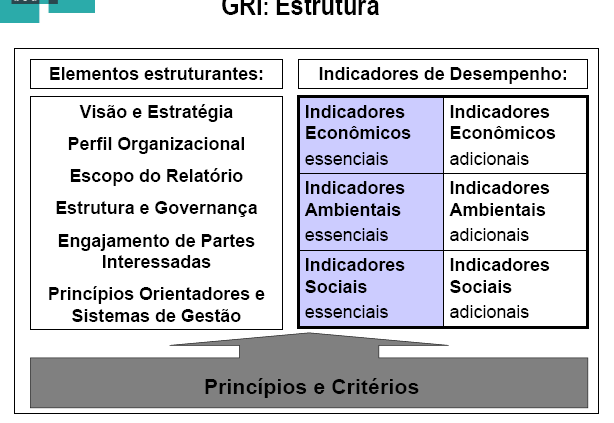 GRI: Estrutura
Elementos estruturantes:
Visão e Estratégia
Perfil Organizacional
Escopo do Relatório
Estrutura e Governança
Engajamento de Partes
Interessadas
Princípios Orientadores e
Sistemas de Gestão
Indicadores de Desempenho:
Indicadores
Econômicos
essenciais
Indicadores
Econômicos
adicionais
Indicadores
Ambientais
essenciais
Indicadores
Ambientais
adicionais
Indicadores
Sociais
essenciais
Indicadores
Sociais
adicionais
Princípios e Critérios